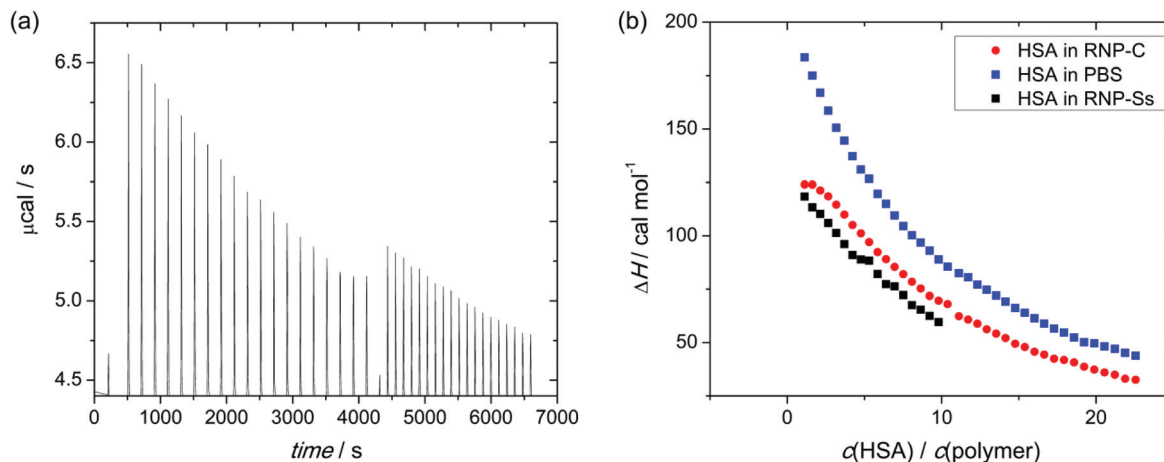 (a)
6.5
6.0
5.5
5.0
4.5
μcal / s
0 1000 2000 3000 4000 5000 6000 7000
time / s
(b)
200
150
100
50
ΔH / cal mol⁻¹
HSA in RNP-C
HSA in PBS
HSA in RNP-Ss
0 10 20
c(HSA) / c(polymer)